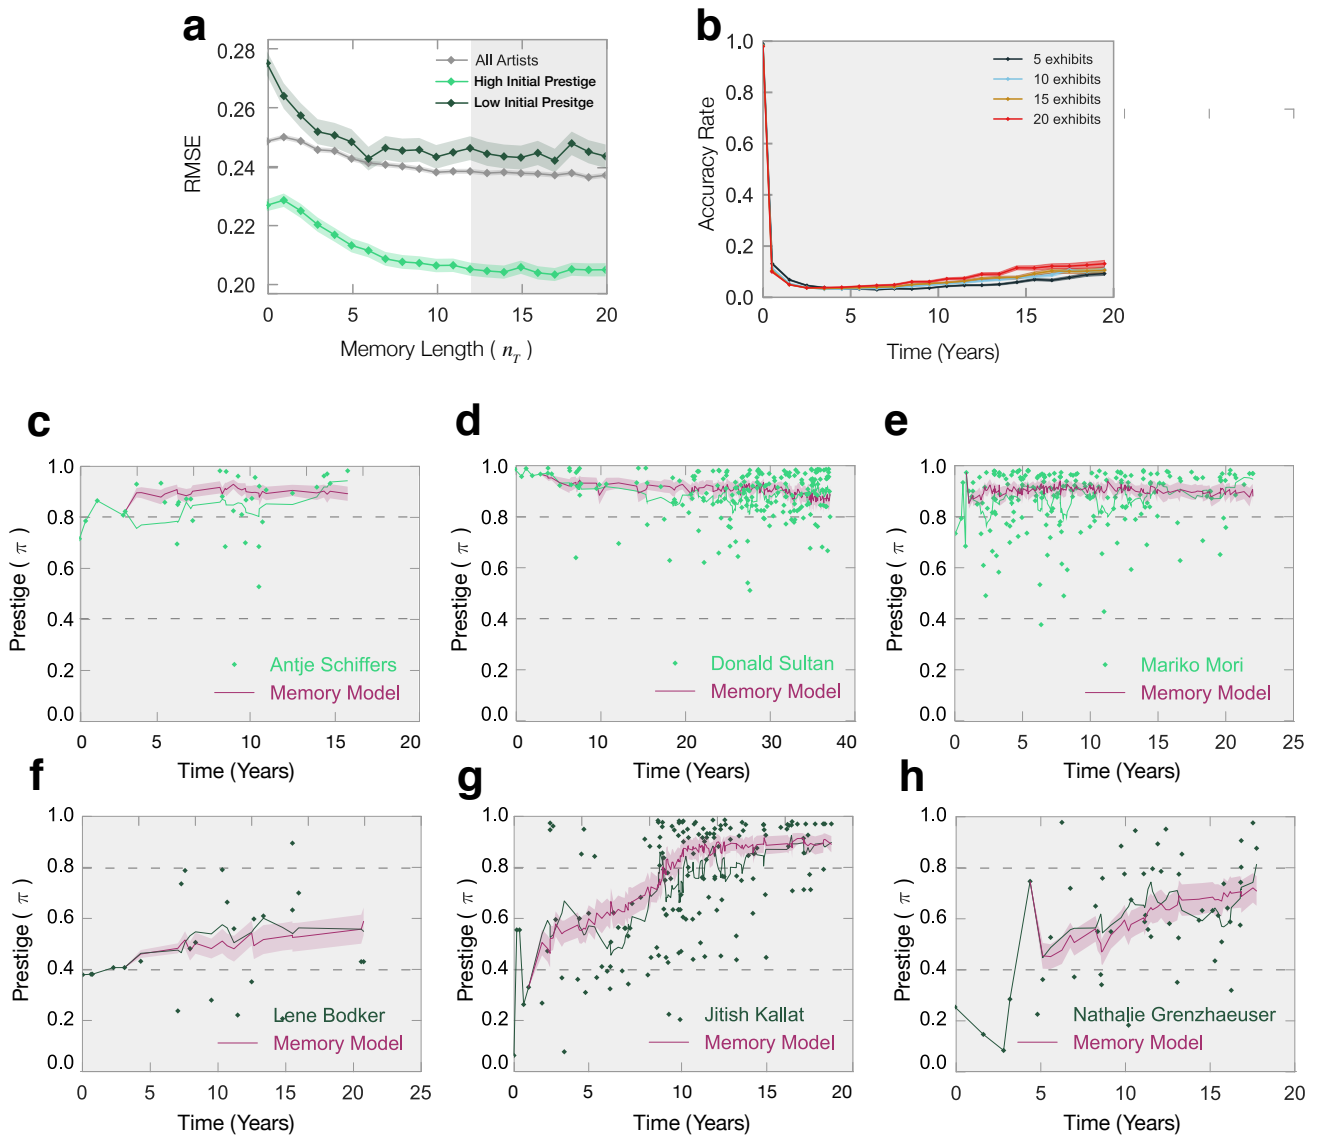 a
0.28
0.26
0.24
0.22
0.20
RMSE
All Artists
High Initial Prestige
Low Initial Presitge
0 5 10 15 20
Memory Length ( n_T )
b
1.0
0.8
0.6
0.4
0.2
0.0
Accuracy Rate
5 exhibits
10 exhibits
15 exhibits
20 exhibits
0 5 10 15 20
Time (Years)
c
1.0
0.8
0.6
0.4
0.2
0.0
Prestige ( π )
Antje Schiffers
Memory Model
0 5 10 15 20
Time (Years)
d
1.0
0.8
0.6
0.4
0.2
0.0
Prestige ( π )
Donald Sultan
Memory Model
0 10 20 30 40
Time (Years)
e
1.0
0.8
0.6
0.4
0.2
0.0
Prestige ( π )
Mariko Mori
Memory Model
0 5 10 15 20 25
Time (Years)
f
1.0
0.8
0.6
0.4
0.2
0.0
Prestige ( π )
Lene Bodker
Memory Model
0 5 10 15 20 25
Time (Years)
g
1.0
0.8
0.6
0.4
0.2
0.0
Prestige ( π )
Jitish Kallat
Memory Model
0 5 10 15 20
Time (Years)
h
1.0
0.8
0.6
0.4
0.2
0.0
Prestige ( π )
Nathalie Grenzhaeuser
Memory Model
0 5 10 15 20
Time (Years)